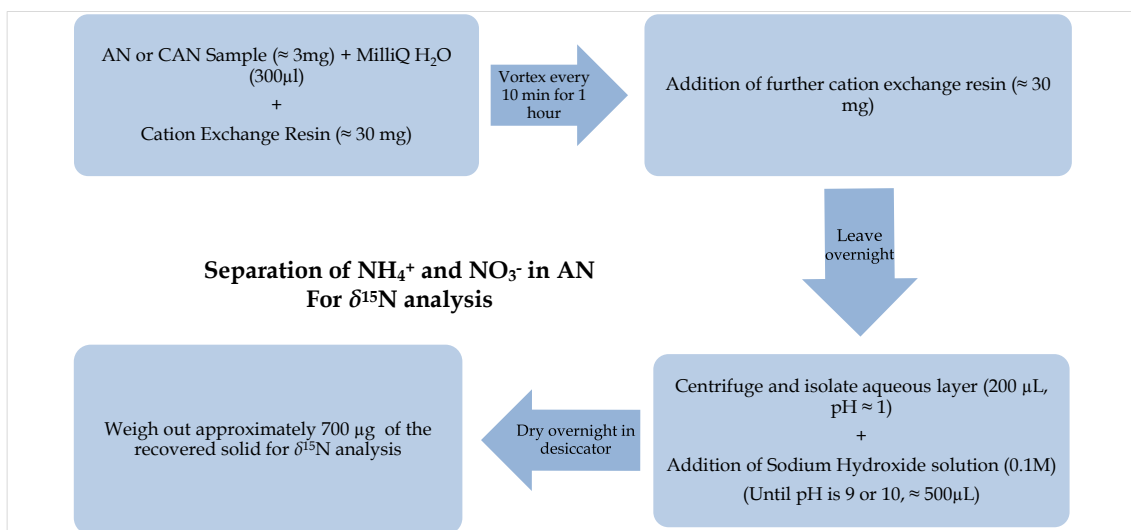 AN or CAN Sample (≈ 3mg) + MilliQ H₂O
(300µl)
+
Cation Exchange Resin (≈ 30 mg)
Vortex every
10 min for 1
hour
Addition of further cation exchange resin (≈ 30
mg)
Leave
overnight
Separation of NH₄⁺ and NO₃⁻ in AN
For δ¹⁵N analysis
Centrifuge and isolate aqueous layer (200 µL,
pH ≈ 1)
+
Addition of Sodium Hydroxide solution (0.1M)
(Until pH is 9 or 10, ≈ 500µL)
Dry overnight in
desiccator
Weigh out approximately 700 µg of the
recovered solid for δ¹⁵N analysis